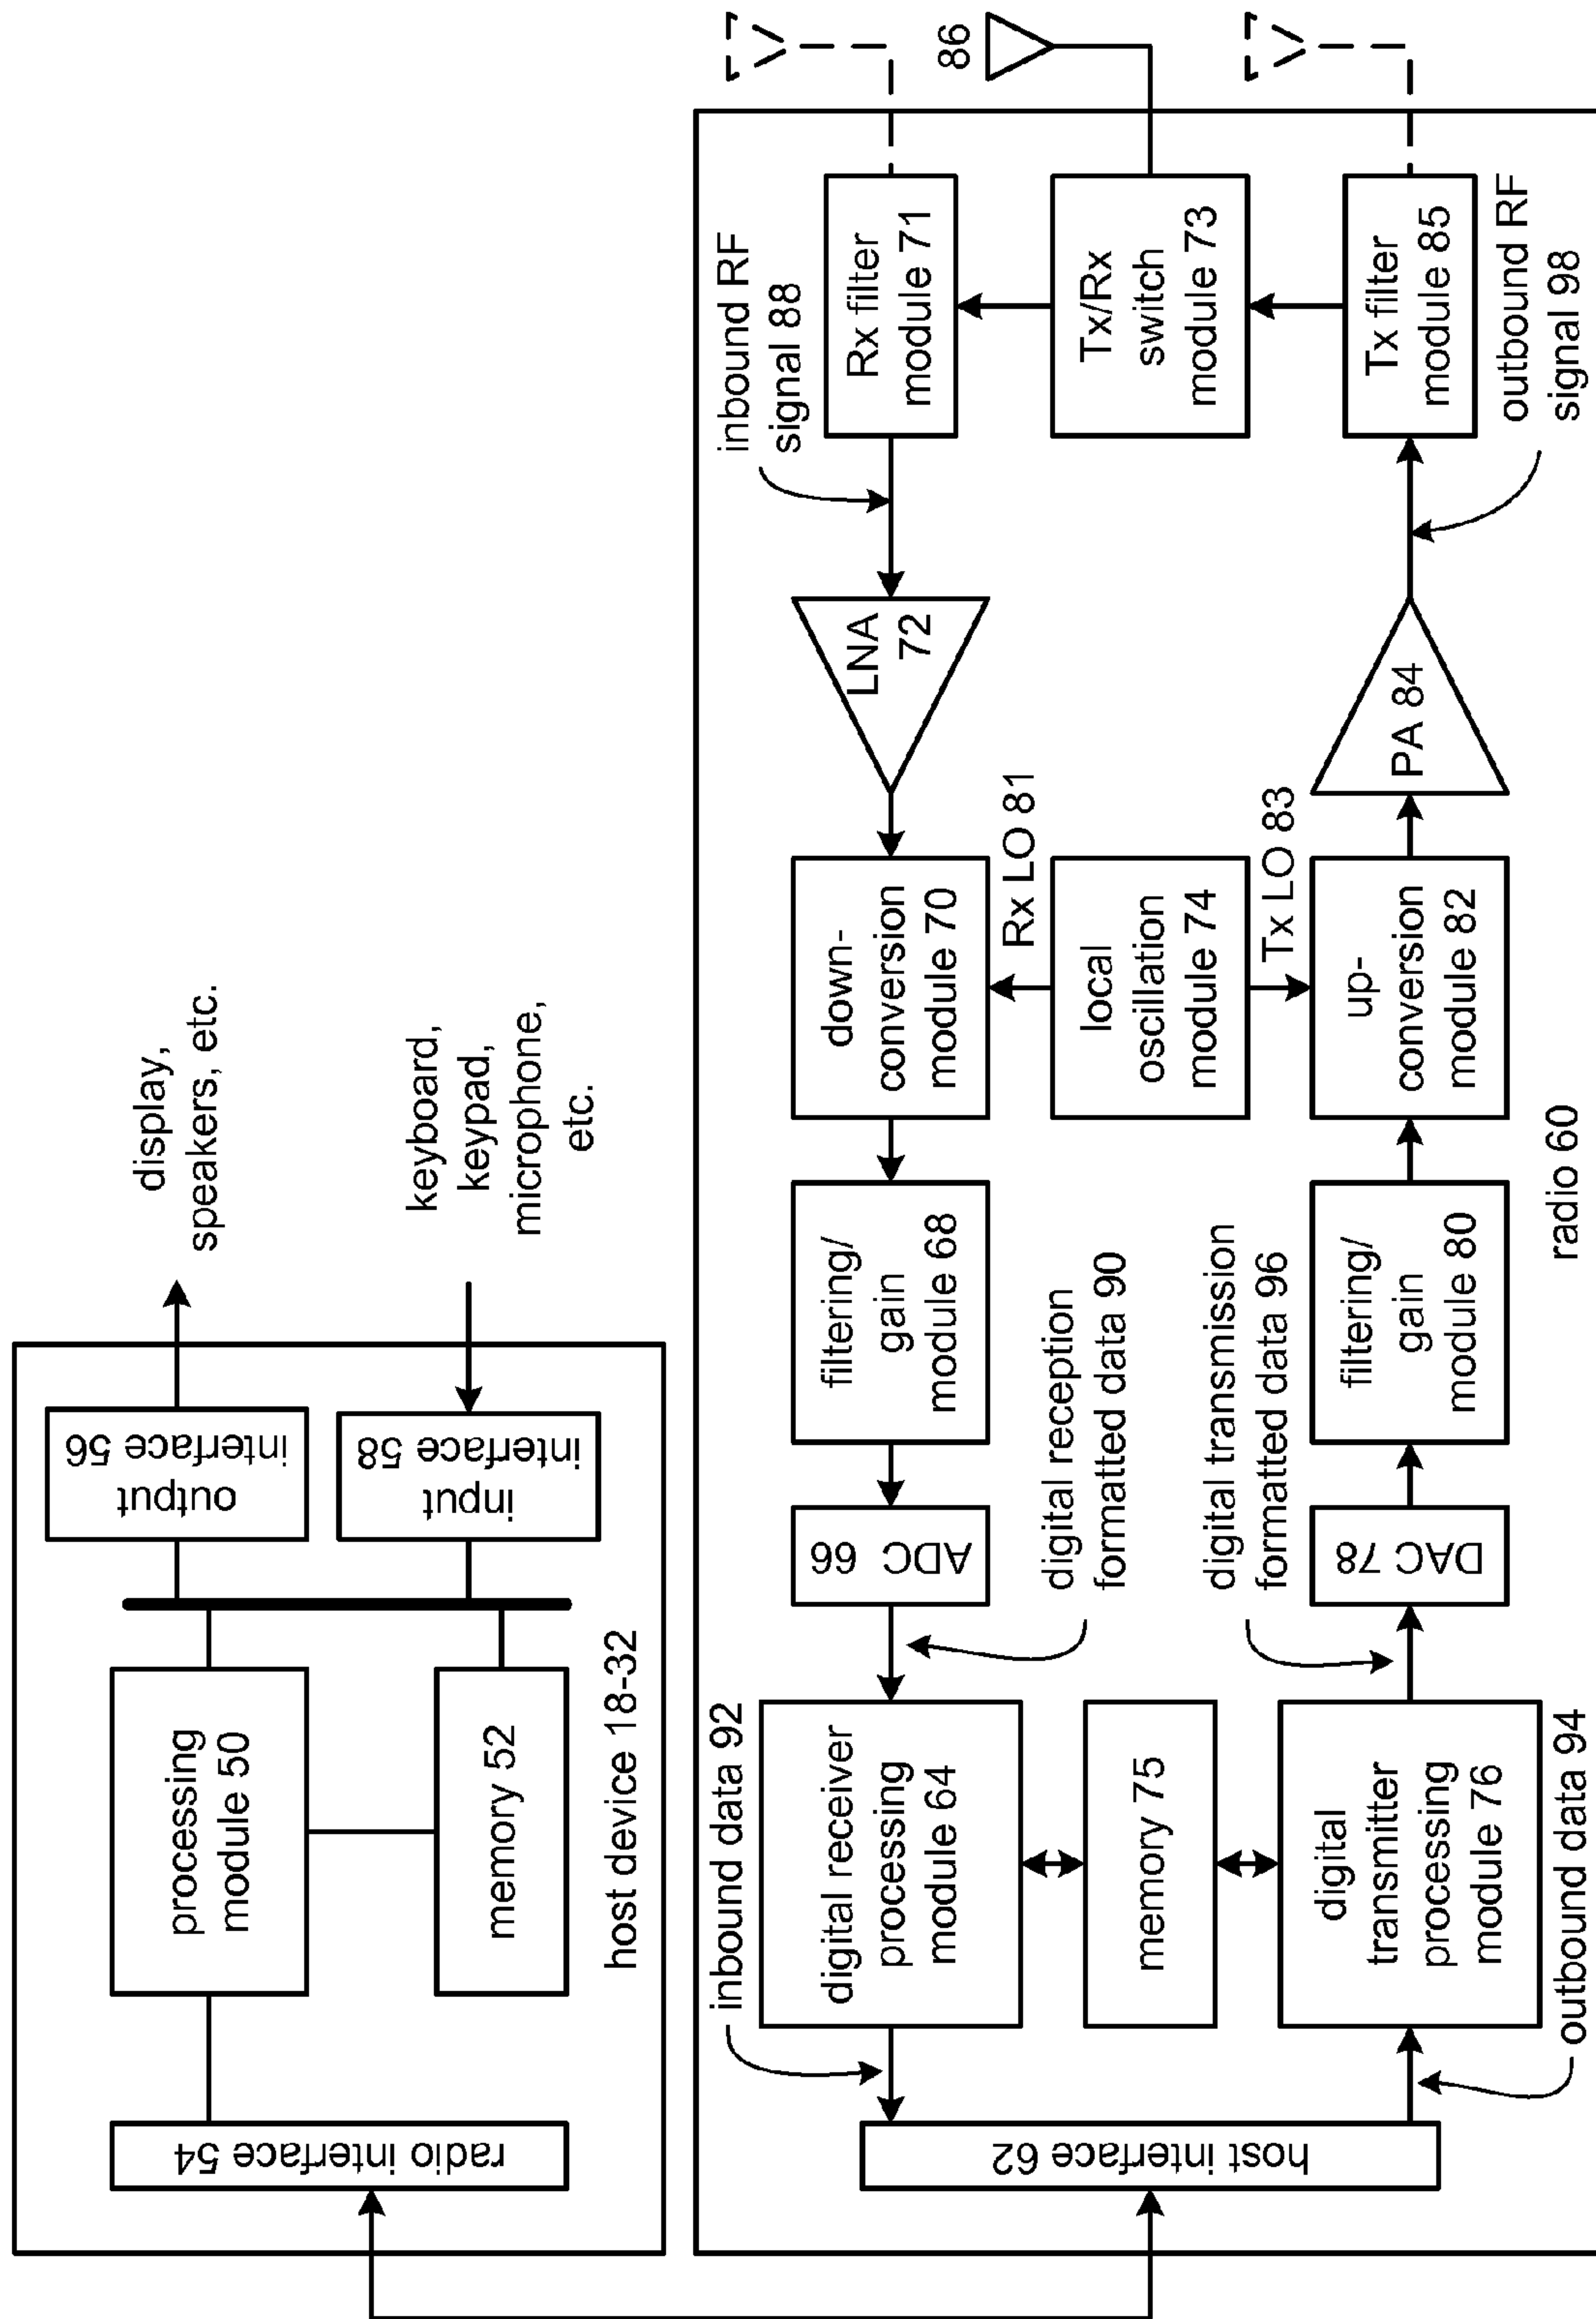 radio interface 54
processing
module 50
memory 52
host device 18-32
output
interface 56
input
interface 58
display,
speakers, etc.
keyboard,
keypad,
microphone,
etc.
host interface 62
inbound data 92
digital receiver
processing
module 64
memory 75
digital
transmitter
processing
module 76
outbound data 94
ADC 66
digital reception
formatted data 90
digital transmission
formatted data 96
DAC 78
filtering/
gain
module 68
filtering/
gain
module 80
radio 60
down-
conversion
module 70
Rx LO 81
local
oscillation
module 74
Tx LO 83
up-
conversion
module 82
LNA
72
PA 84
inbound RF
signal 88
Rx filter
module 71
Tx/Rx
switch
module 73
Tx filter
module 85
outbound RF
signal 98
86